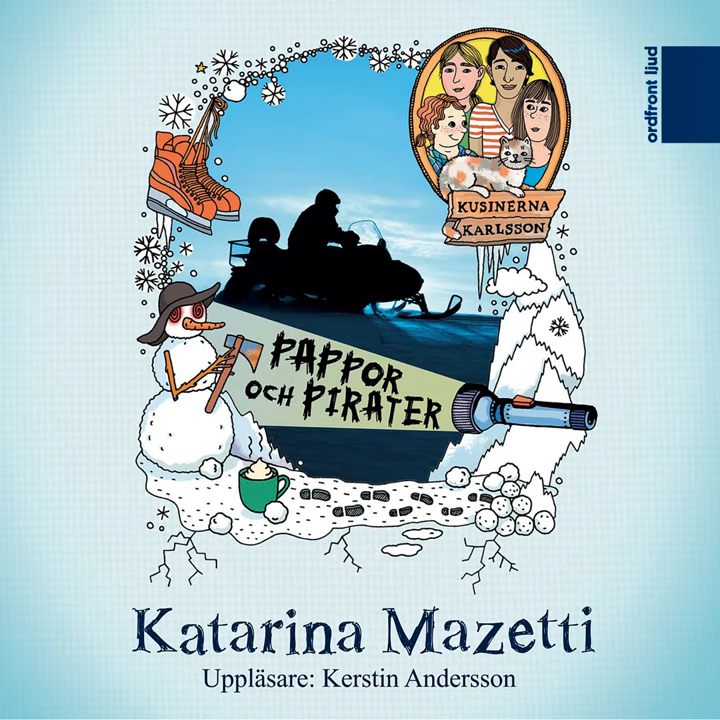 ordfront ljud
KUSINERNA
KARLSSON
PAPPOR
OCH PIRATER
Katarina Mazetti
Uppläsare: Kerstin Andersson